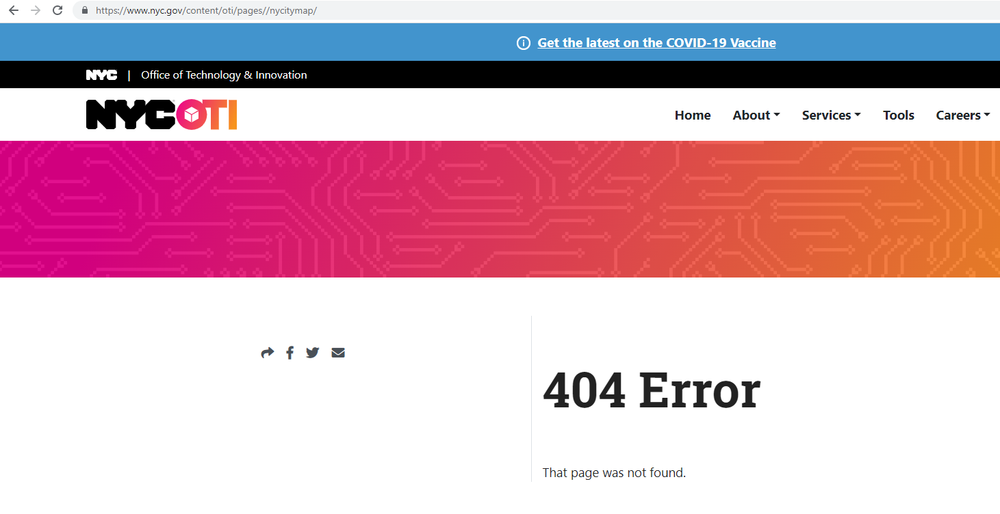 https://www.nyc.gov/content/oti/pages//nycitymap/
Get the latest on the COVID-19 Vaccine
NYC | Office of Technology & Innovation
NYCOTI
Home About Services Tools Careers
404 Error
That page was not found.